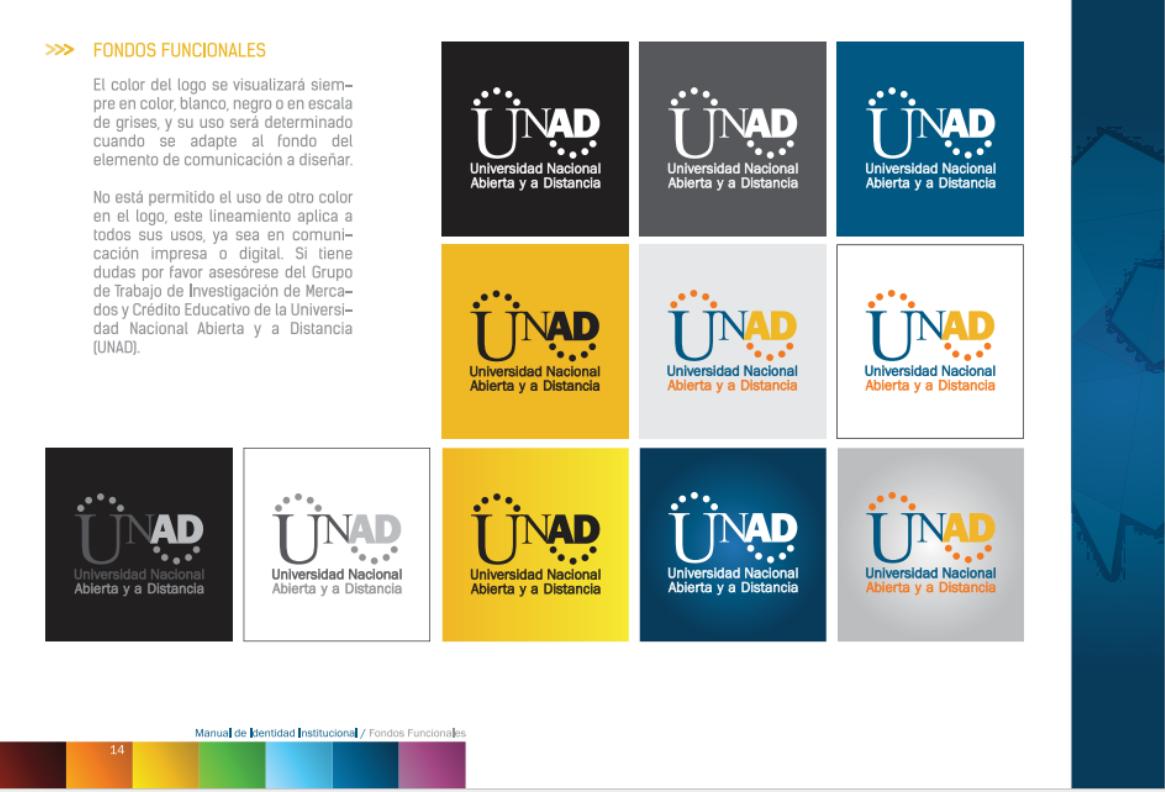 >>> FONDOS FUNCIONALES
El color del logo se visualizará siem-
pre en color, blanco, negro o en escala
de grises, y su uso será determinado
cuando se adapte al fondo del
elemento de comunicación a diseñar.
No está permitido el uso de otro color
en el logo, este lineamiento aplica a
todos sus usos, ya sea en comuni-
cación impresa o digital. Si tiene
dudas por favor asesórese del Grupo
de Trabajo de Investigación de Merca-
dos y Crédito Educativo de la Universi-
dad Nacional Abierta y a Distancia
(UNAD).
UNAD
Universidad Nacional
Abierta y a Distancia
UNAD
Universidad Nacional
Abierta y a Distancia
UNAD
Universidad Nacional
Abierta y a Distancia
UNAD
Universidad Nacional
Abierta y a Distancia
UNAD
Universidad Nacional
Abierta y a Distancia
UNAD
Universidad Nacional
Abierta y a Distancia
UNAD
Universidad Nacional
Abierta y a Distancia
UNAD
Universidad Nacional
Abierta y a Distancia
UNAD
Universidad Nacional
Abierta y a Distancia
UNAD
Universidad Nacional
Abierta y a Distancia
UNAD
Universidad Nacional
Abierta y a Distancia
Manual de Identidad Institucional / Fondos Funcionales
14